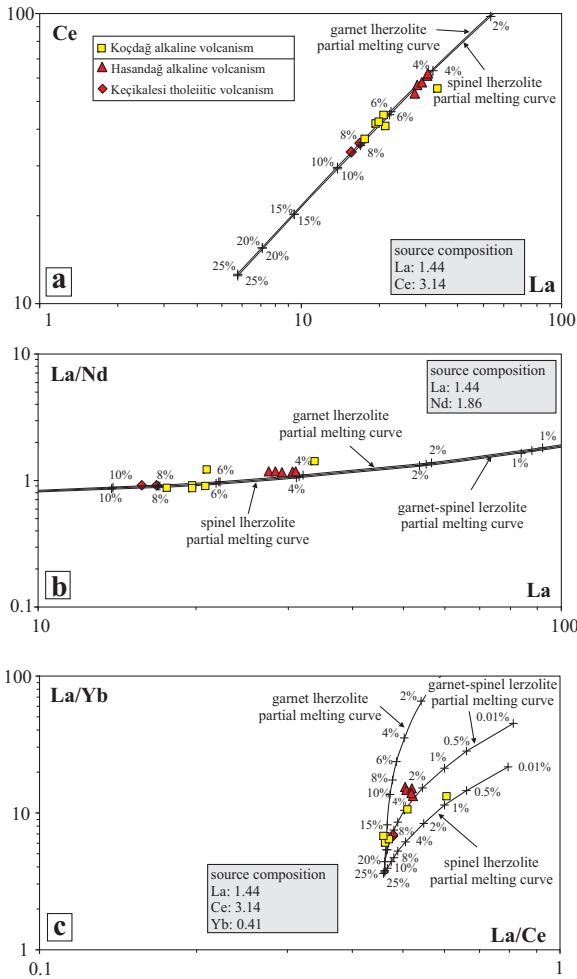 100
Ce
Koçdağ alkaline volcanism
Hasandağ alkaline volcanism
Keçikalesi tholeiitic volcanism
garnet lherzolite
partial melting curve
2%
4%
4%
spinel lherzolite
partial melting curve
6%
6%
8%
8%
10%
10%
15%
15%
20%
20%
25%
25%
source composition
La: 1.44
Ce: 3.14
a
La
10
1
10
100
10
La/Nd
source composition
La: 1.44
Nd: 1.86
garnet lherzolite
partial melting curve
1
10%
8%
6%
4%
2%
1%
10%
8%
6%
4%
2%
1%
spinel lherzolite
partial melting curve
garnet-spinel lherzolite
partial melting curve
b
La
0.1
10
100
100
La/Yb
garnet lherzolite
partial melting curve
garnet-spinel lerzolite
partial melting curve
2%
0.01%
4%
0.5%
6%
1%
8%
2%
0.01%
10%
4%
0.5%
1%
10
15%
8%
2%
4%
20%
8%
10%
25%
25%
spinel lherzolite
partial melting curve
source composition
La: 1.44
Ce: 3.14
Yb: 0.41
c
La/Ce
1
0.1
1